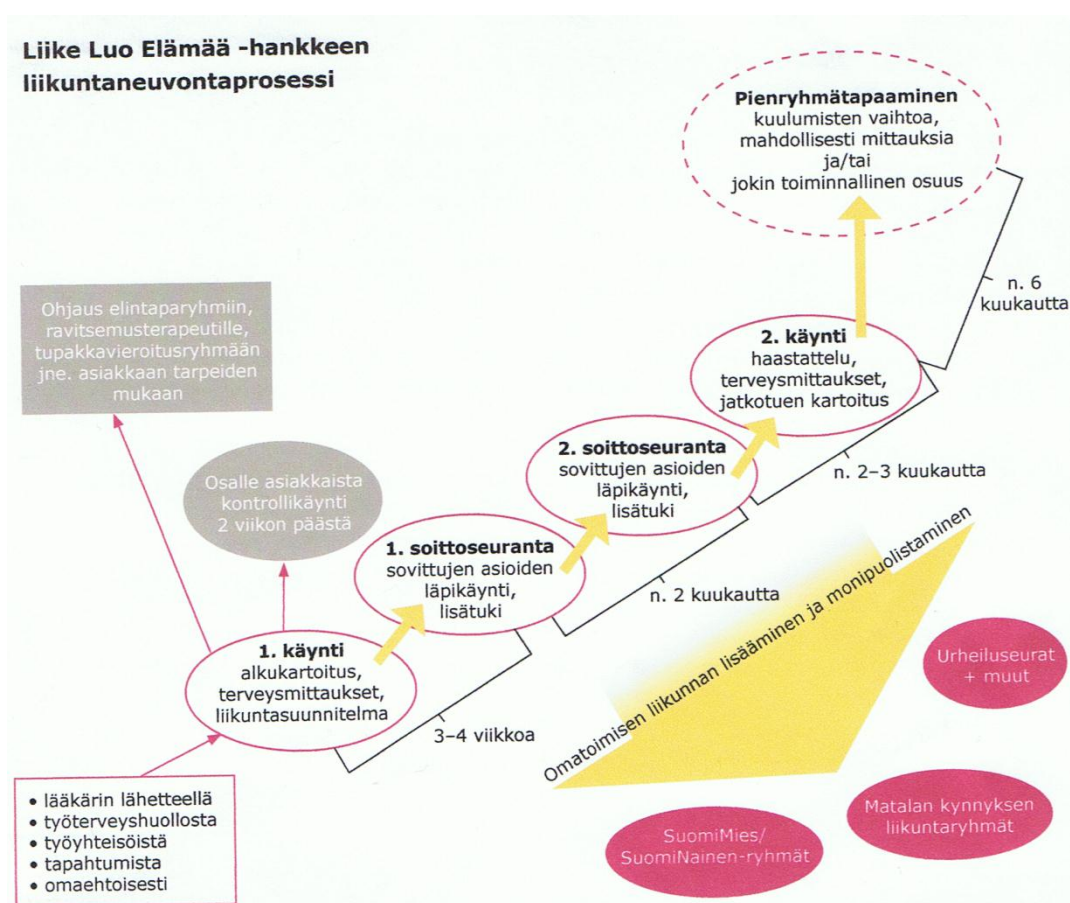 Liike Luo Elämää -hankkeen
liikuntaneuvontaprosessi
Pienryhmätapaaminen
kuulumisten vaihtoa,
mahdollisesti mittauksia
ja/tai
jokin toiminnallinen osuus
n. 6
kuukautta
Ohjaus elintaparyhmiin,
ravitsemusterapeutille,
tupakkavieroitusryhmään
jne. asiakkaan tarpeiden
mukaan
2. käynti
haastattelu,
terveysmittaukset,
jatkotuen kartoitus
Osalle asiakkaista
kontrollikäynti
2 viikon päästä
2. soittoseuranta
sovittujen asioiden
läpikäynti,
lisätuki
n. 2–3 kuukautta
1. soittoseuranta
sovittujen asioiden
läpikäynti,
lisätuki
n. 2 kuukautta
1. käynti
alkukartoitus,
terveysmittaukset,
liikuntasuunnitelma
3–4 viikkoa
Omatoimisen liikunnan lisääminen ja monipuolistaminen
Urheiluseurat
+ muut
Matalan kynnyksen
liikuntaryhmät
SuomiMies/
SuomiNainen-ryhmät
• lääkärin lähetteellä
• työterveyshuollosta
• työyhteisöistä
• tapahtumista
• omaehtoisesti